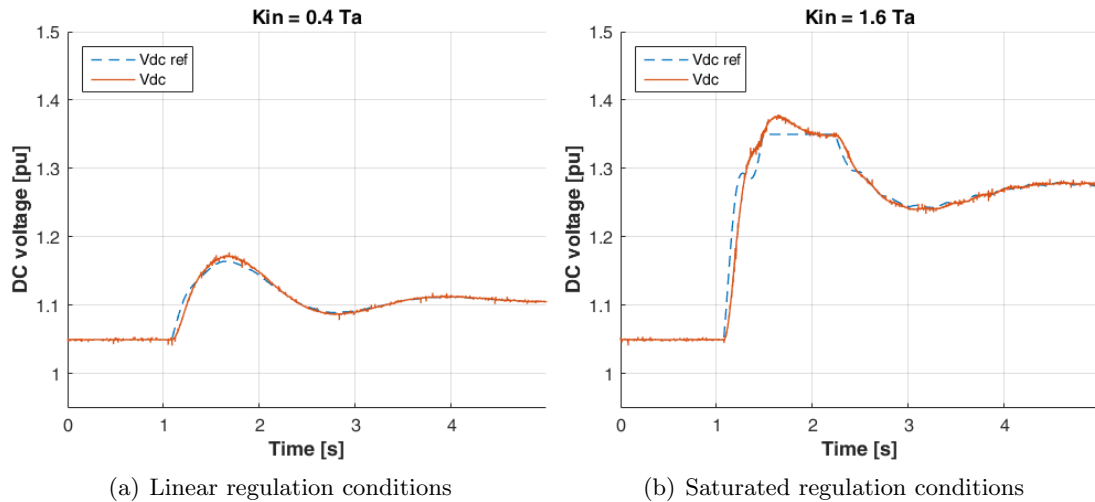 Kin = 0.4 Ta
1.5
1.4
1.3
1.2
1.1
1
DC voltage [pu]
Vdc ref
Vdc
0 1 2 3 4
Time [s]
(a) Linear regulation conditions
Kin = 1.6 Ta
1.5
1.4
1.3
1.2
1.1
1
DC voltage [pu]
Vdc ref
Vdc
0 1 2 3 4
Time [s]
(b) Saturated regulation conditions